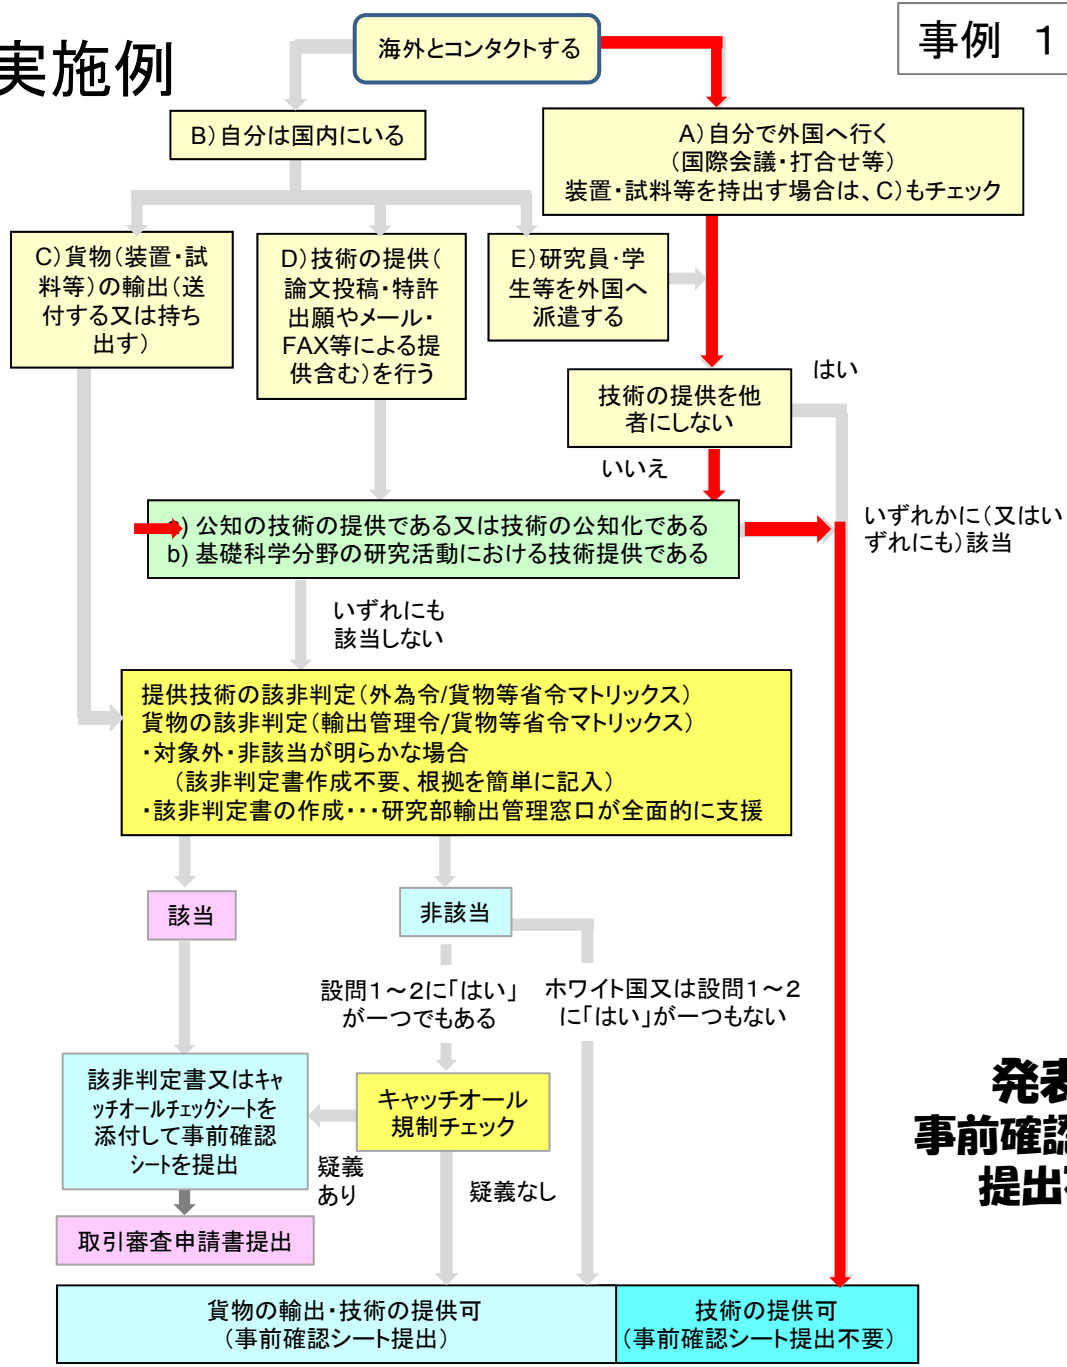 実施例
事例 1
海外とコンタクトする
B)自分は国内にいる
A)自分で外国へ行く
(国際会議・打合せ等)
装置・試料等を持出す場合は、C)もチェック
C)貨物(装置・試
料等)の輸出(送
付する又は持ち
出す)
D)技術の提供(
論文投稿・特許
出願やメール・
FAX等による提
供含む)を行う
E)研究員・学
生等を外国へ
派遣する
はい
技術の提供を他
者にしない
いいえ
) 公知の技術の提供である又は技術の公知化である
b) 基礎科学分野の研究活動における技術提供である
いずれかに(又はい
ずれにも)該当
いずれにも
該当しない
提供技術の該非判定(外為令/貨物等省令マトリックス)
貨物の該非判定(輸出管理令/貨物等省令マトリックス)
・対象外・非該当が明らかな場合
(該非判定書作成不要、根拠を簡単に記入)
・該非判定書の作成・・・研究部輸出管理窓口が全面的に支援
該当
非該当
設問1~2に「はい」
が一つでもある
ホワイト国又は設問1~2
に「はい」が一つもない
該非判定書又はキャ
ッチオールチェックシートを
添付して事前確認
シートを提出
キャッチオール
規制チェック
疑義
あり
疑義なし
発表
事前確認
提出
取引審査申請書提出
貨物の輸出・技術の提供可
(事前確認シート提出)
技術の提供可
(事前確認シート提出不要)